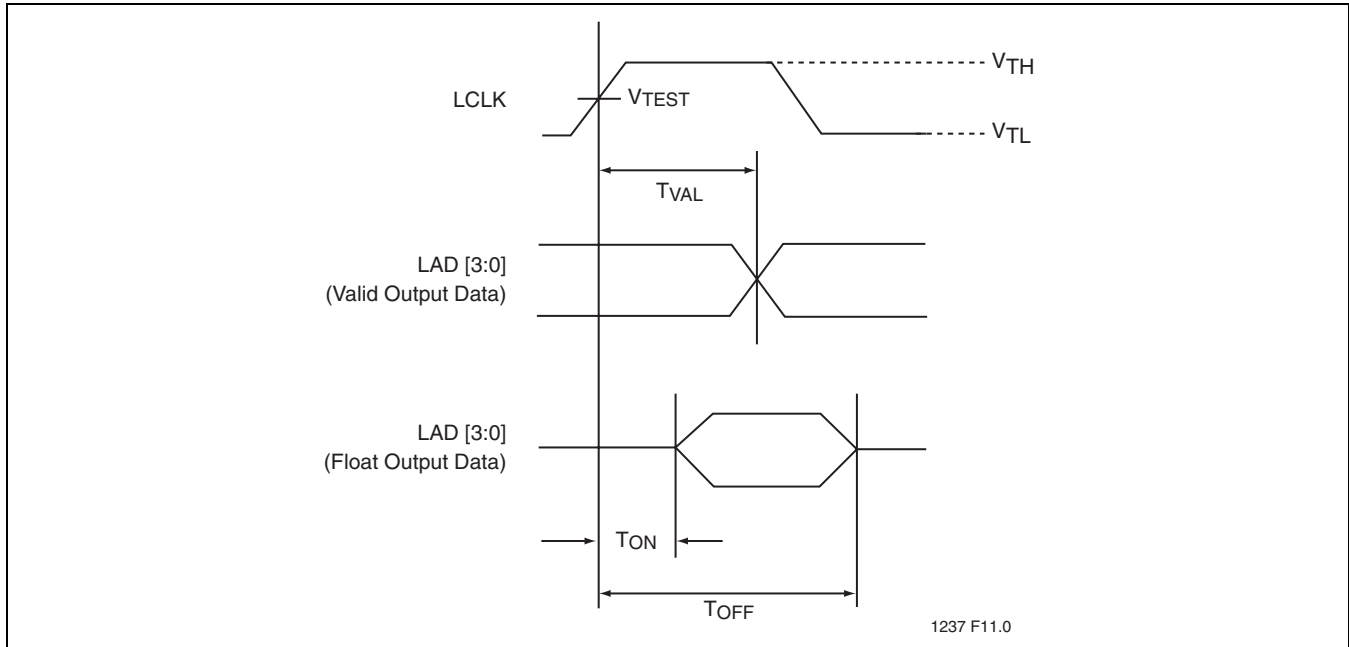 LCLK
VTEST
VTH
VTL
TVAL
LAD [3:0]
(Valid Output Data)
LAD [3:0]
(Float Output Data)
TON
TOFF
1237 F11.0